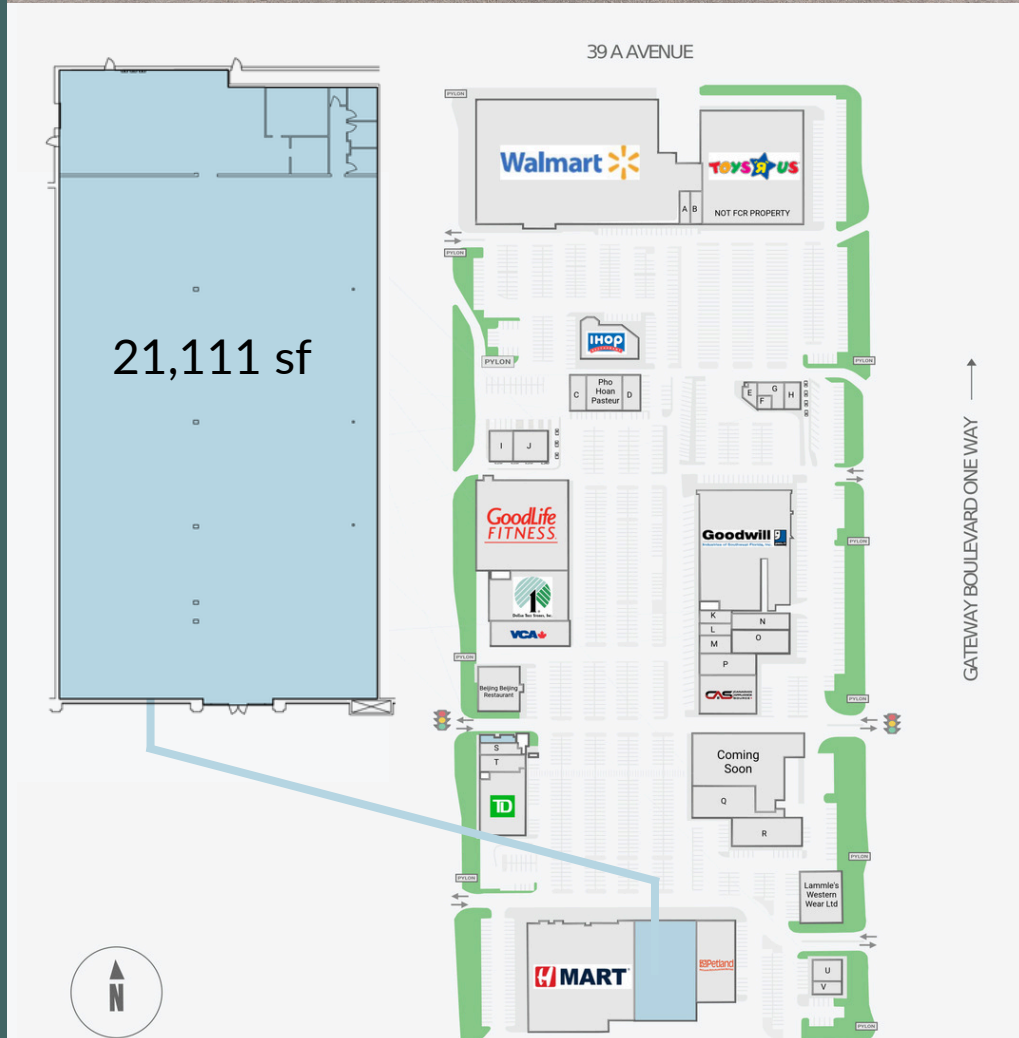 39 A AVENUE
PYLON
Walmart
TOYS R US
A B
NOT FCR PROPERTY
PYLON
21,111 sf
IHOP
PYLON
PYLON
C
Pho
Hoan
Pasteur
D
E
F
G
H
I
J
GATEWAY BOULEVARD ONE WAY
GoodLife
FITNESS
Goodwill
PYLON
K
L
M
N
O
VCA
P
PYLON
Beijing Beijing
Restaurant
CAS
PYLON
S
T
Coming
Soon
TD
Q
R
PYLON
PYLON
Lammle's
Western
Wear Ltd
H MART
Petland
U
V
N
PYLON